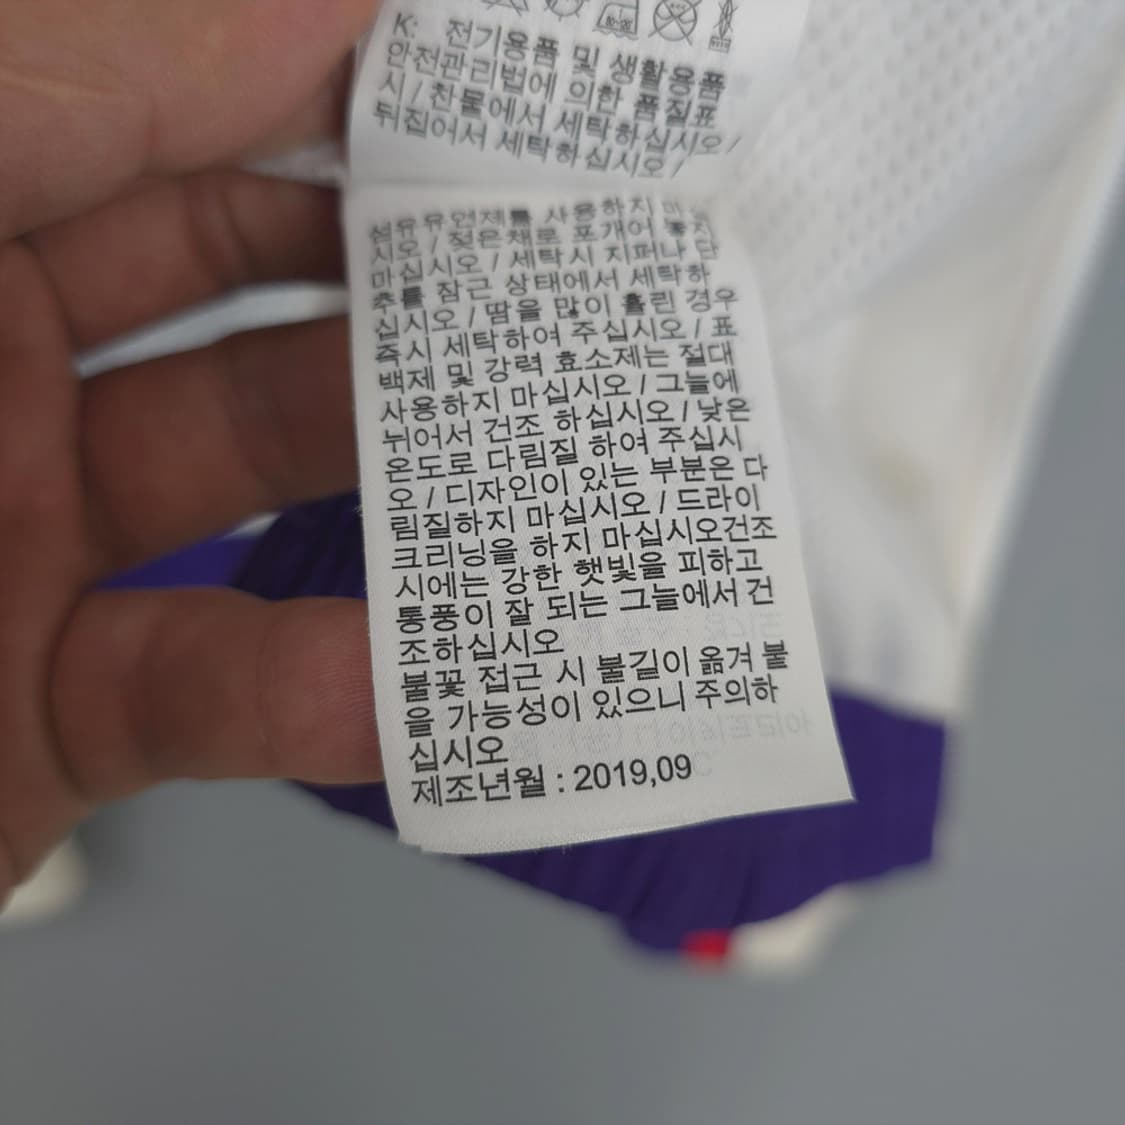 K: 전기용품 및 생활용품
안전관리법에 의한 품질표
시 / 찬물에서 세탁하십시오 /
뒤집어서 세탁하십시오 /
섬유유연제를 사용하지
시오 / 젖은채로 포개어 놓지
마십시오 / 세탁시 지퍼나 단
추를 잠근 상태에서 세탁하
십시오 / 땀을 많이 흘린 경우
즉시 세탁하여 주십시오 / 표
백제 및 강력 효소제는 절대
사용하지 마십시오 / 그늘에
뉘어서 건조 하십시오 / 낮은
온도로 다림질 하여 주십시
오 / 디자인이 있는 부분은 다
림질하지 마십시오 / 드라이
크리닝을 하지 마십시오건조
시에는 강한 햇빛을 피하고
통풍이 잘 되는 그늘에서 건
조하십시오
불꽃 접근 시 불길이 옮겨 붙
을 가능성이 있으니 주의하
십시오
제조년월 : 2019,09